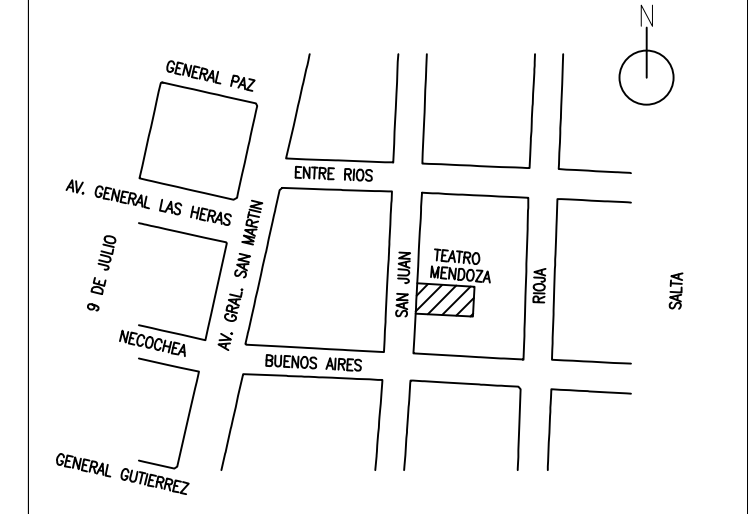 N
GENERAL PAZ
ENTRE RIOS
AV. GENERAL LAS HERAS
AV. GRAL. SAN MARTIN
9 DE JULIO
SAN JUAN
TEATRO
MENDOZA
RIOJA
SALTA
NECOCHEA
BUENOS AIRES
GENERAL GUTIERREZ